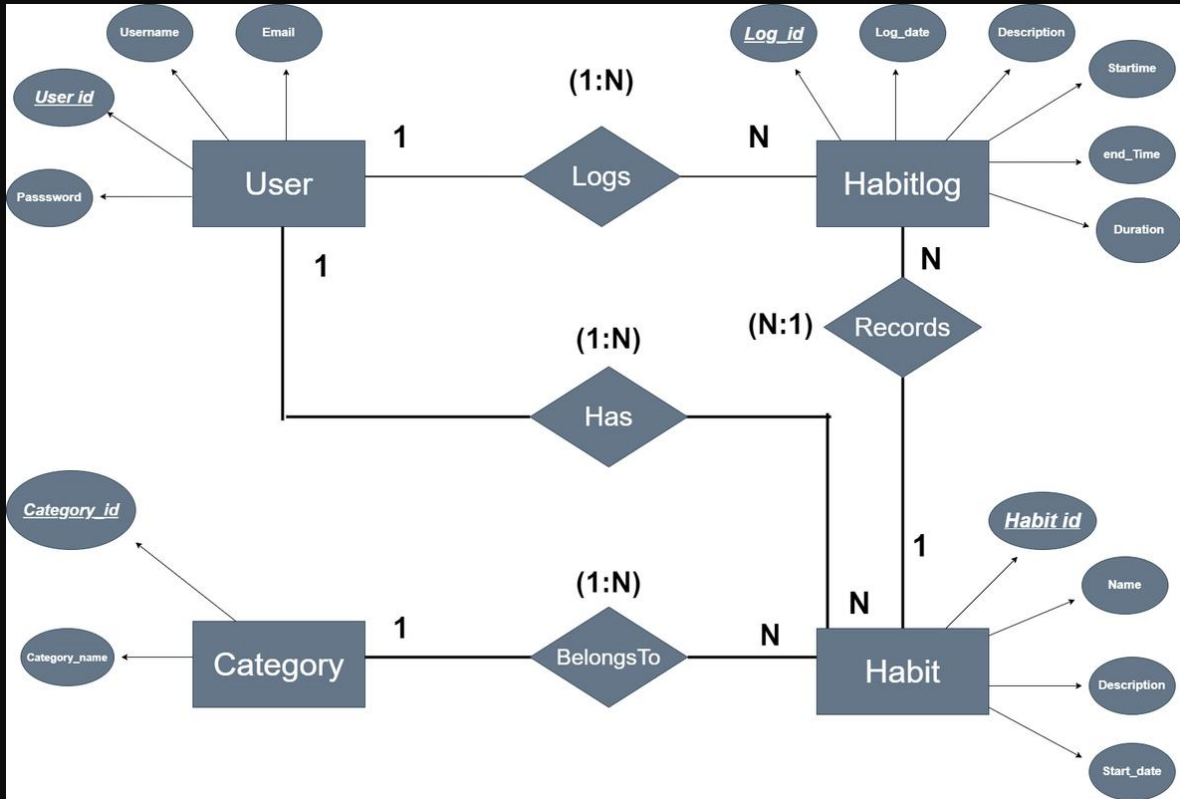 Username
Email
Log_id
Log_date
Description
Startime
User id
(1:N)
1
N
end_Time
User
Logs
Habitlog
Passsword
Duration
1
N
(N:1)
Records
(1:N)
Has
Category_id
Habit id
1
(1:N)
Name
N
1
N
Category_name
Category
BelongsTo
Habit
Description
Start_date